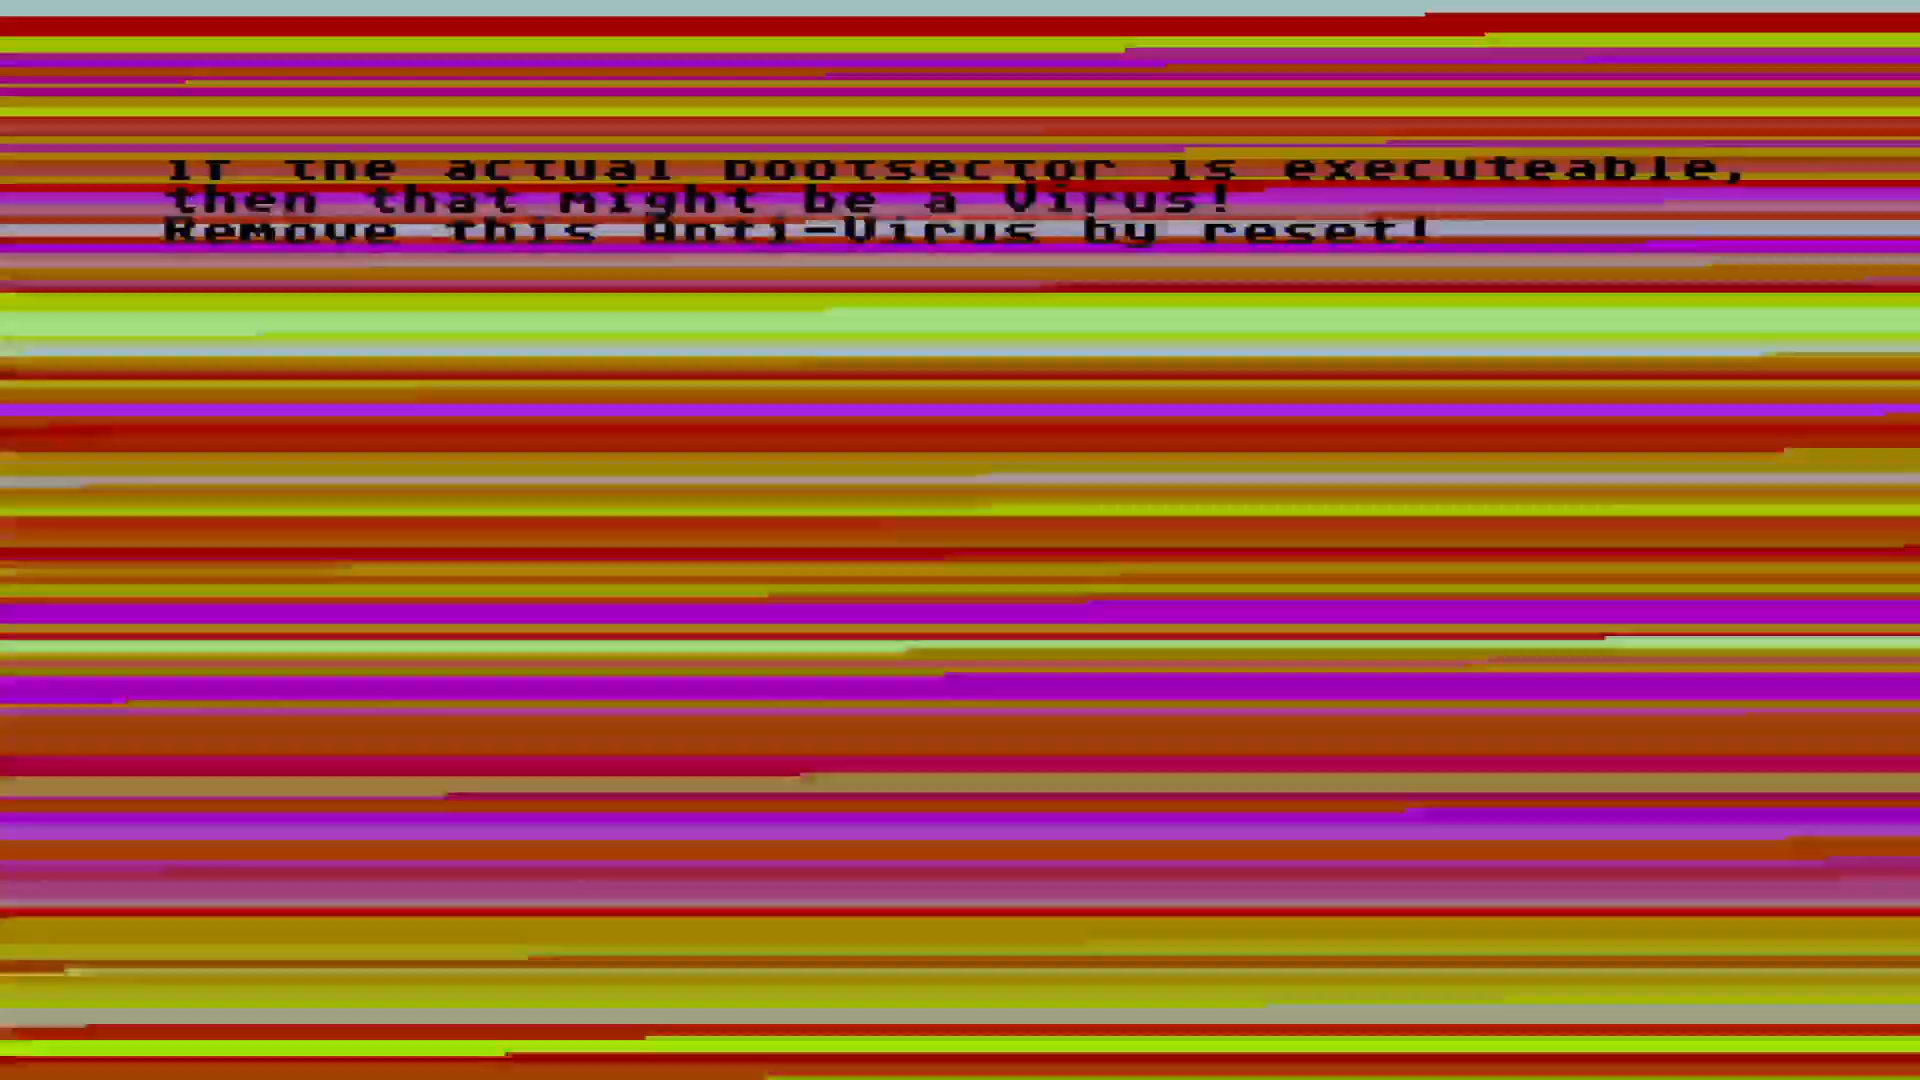 If the actual bootsector is executeable,
then that might be a Virus!
Remove this Anti-Virus by reset!